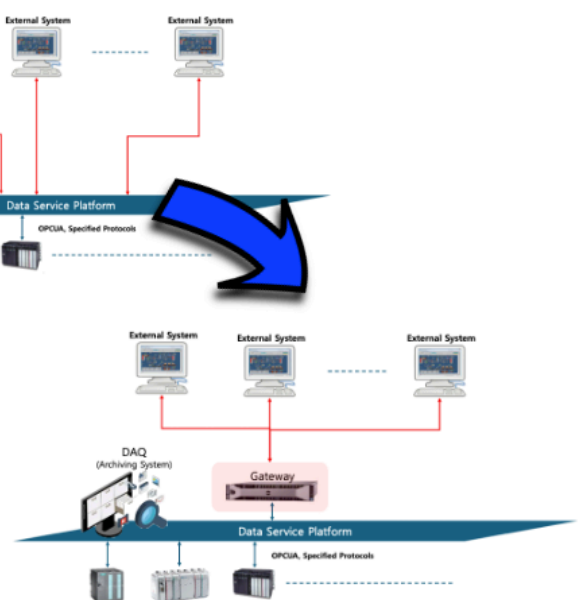 External System
External System
Data Service Platform
OPCUA, Specified Protocols
External System
External System
External System
DAQ
(Archiving System)
Gateway
Data Service Platform
OPCUA, Specified Protocols